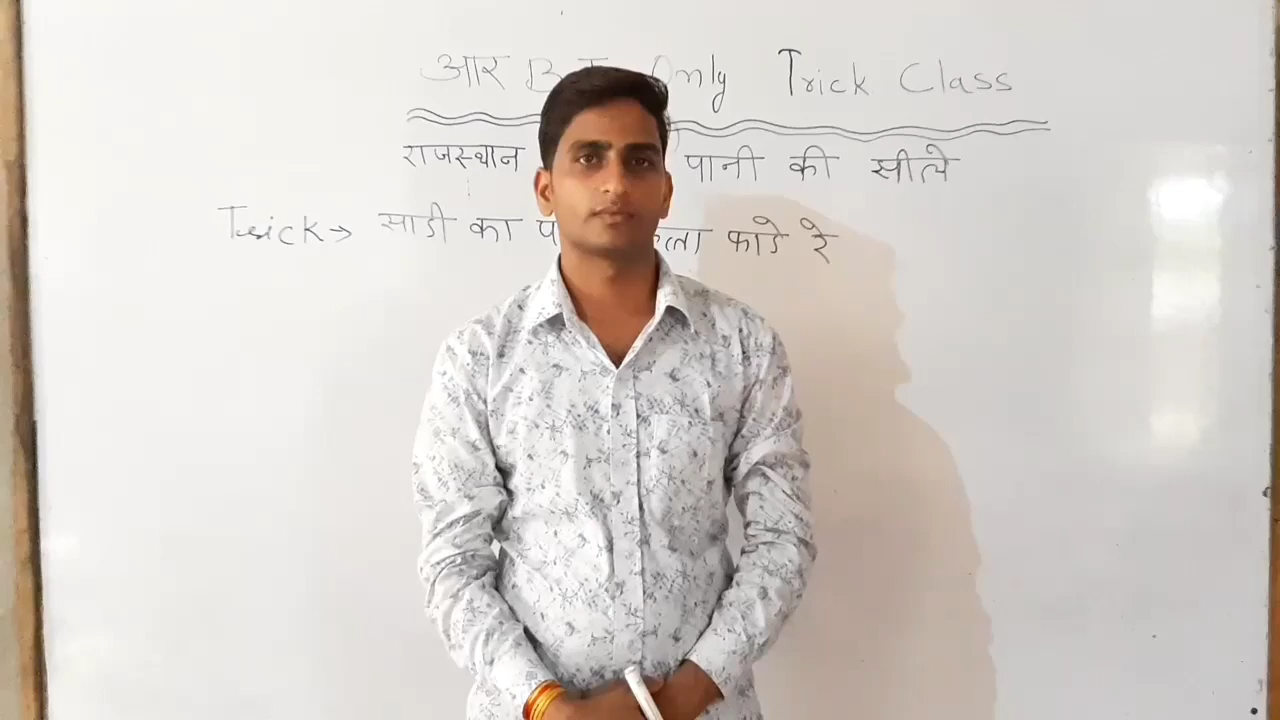 आर Only Trick Class
राजस्थान पानी की सीले
Trick→ साडी का फाडे रे